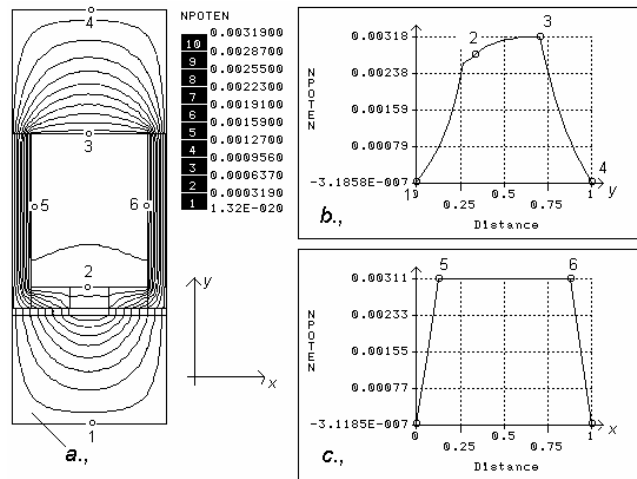 4
3
5
6
2
1
a.,
y
x
NPOTEN
10 0.0031900
9 0.0028700
8 0.0025500
7 0.0022300
6 0.0019100
5 0.0015900
4 0.0012700
3 0.0009560
2 0.0006370
1 0.0003190
1.32E-020
NPOTEN
0.00318
0.00238
0.00159
0.00079
-3.1858E-007
1
2
3
4
y
0.25
0.5
0.75
1
Distance
b.,
NPOTEN
0.00311
0.00233
0.00155
0.00077
-3.1185E-007
5
6
x
0
0.25
0.5
0.75
1
Distance
c.,